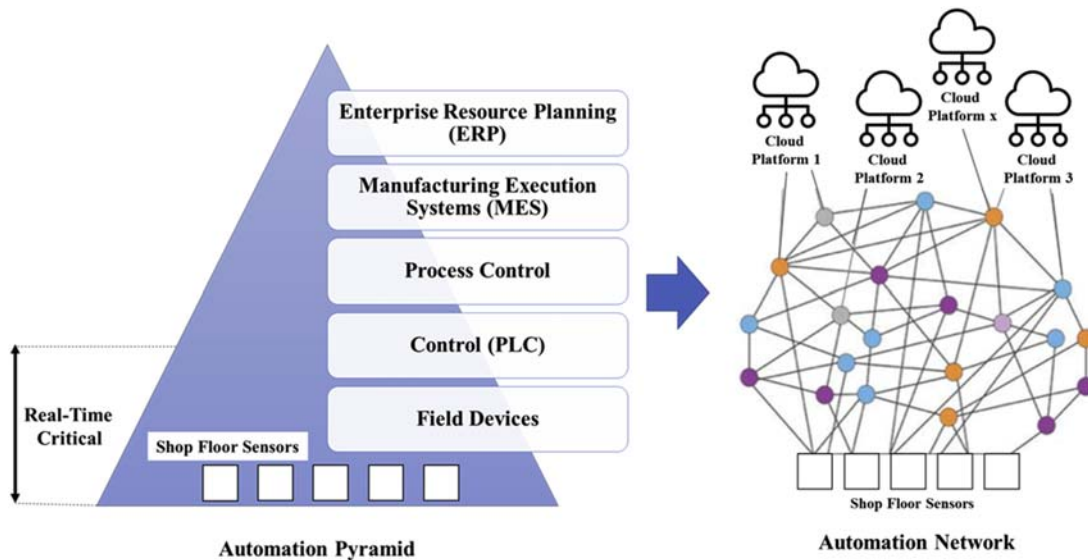 Enterprise Resource Planning
(ERP)
Manufacturing Execution
Systems (MES)
Process Control
Control (PLC)
Field Devices
Real-Time
Critical
Shop Floor Sensors
Automation Pyramid
Cloud
Platform 1
Cloud
Platform 2
Cloud
Platform x
Cloud
Platform 3
Shop Floor Sensors
Automation Network